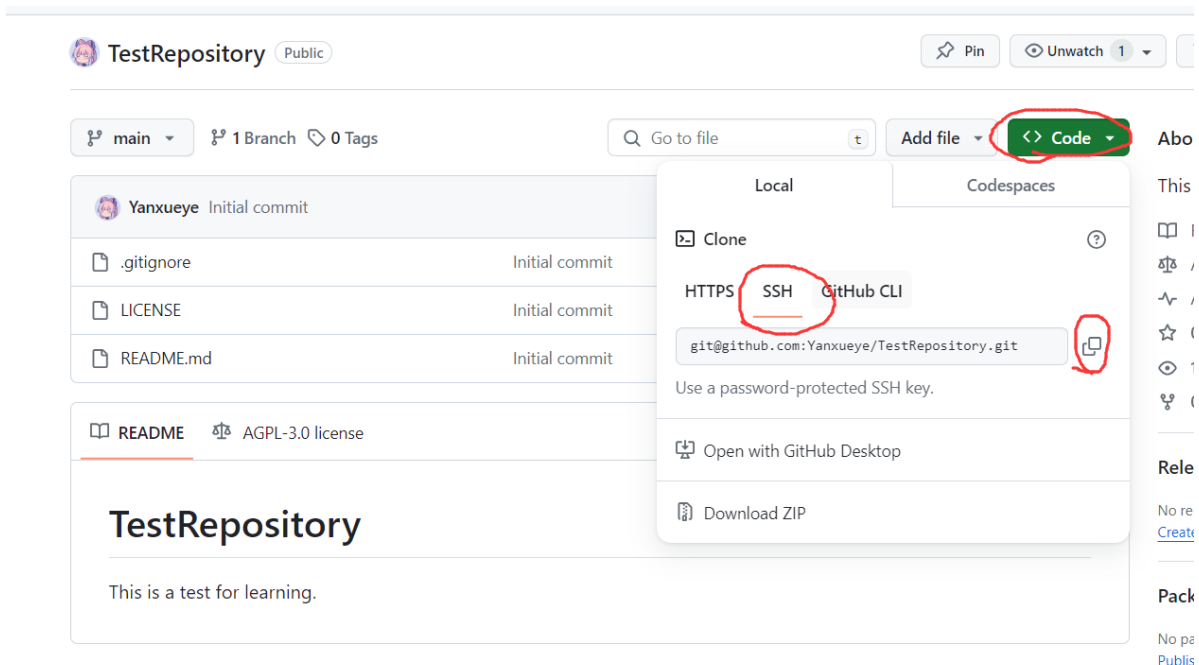 TestRepository Public
Pin
Unwatch 1
main
1 Branch
0 Tags
Go to file t
Add file
Code
Yanxueye Initial commit
.gitignore Initial commit
LICENSE Initial commit
README.md Initial commit
Local
Codespaces
Clone
HTTPS
SSH
GitHub CLI
git@github.com:Yanxueye/TestRepository.git
Use a password-protected SSH key.
Open with GitHub Desktop
Download ZIP
README
AGPL-3.0 license
TestRepository
This is a test for learning.
Abo
This
1
Rele
No re
Create
Pack
No pa
Publis